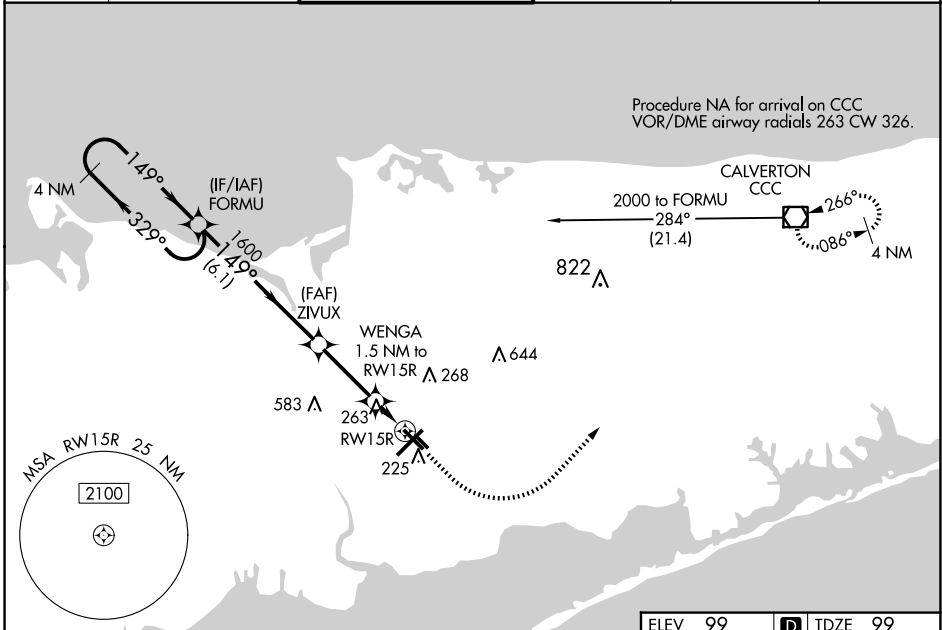 Procedure NA for arrival on CCC
VOR/DME airway radials 263 CW 326.
CALVERTON
CCC
2000 to FORMU
284°
(21.4)
266°
086°
4 NM
4 NM
149°
329°
(IF/IAF)
FORMU
1600
149°
(6.1)
822
(FAF)
ZIVUX
WENGA
1.5 NM to
RW15R
644
268
583
263
RW15R
225
MSA RW15R 25 NM
2100
ELEV 99 D TDZE 99